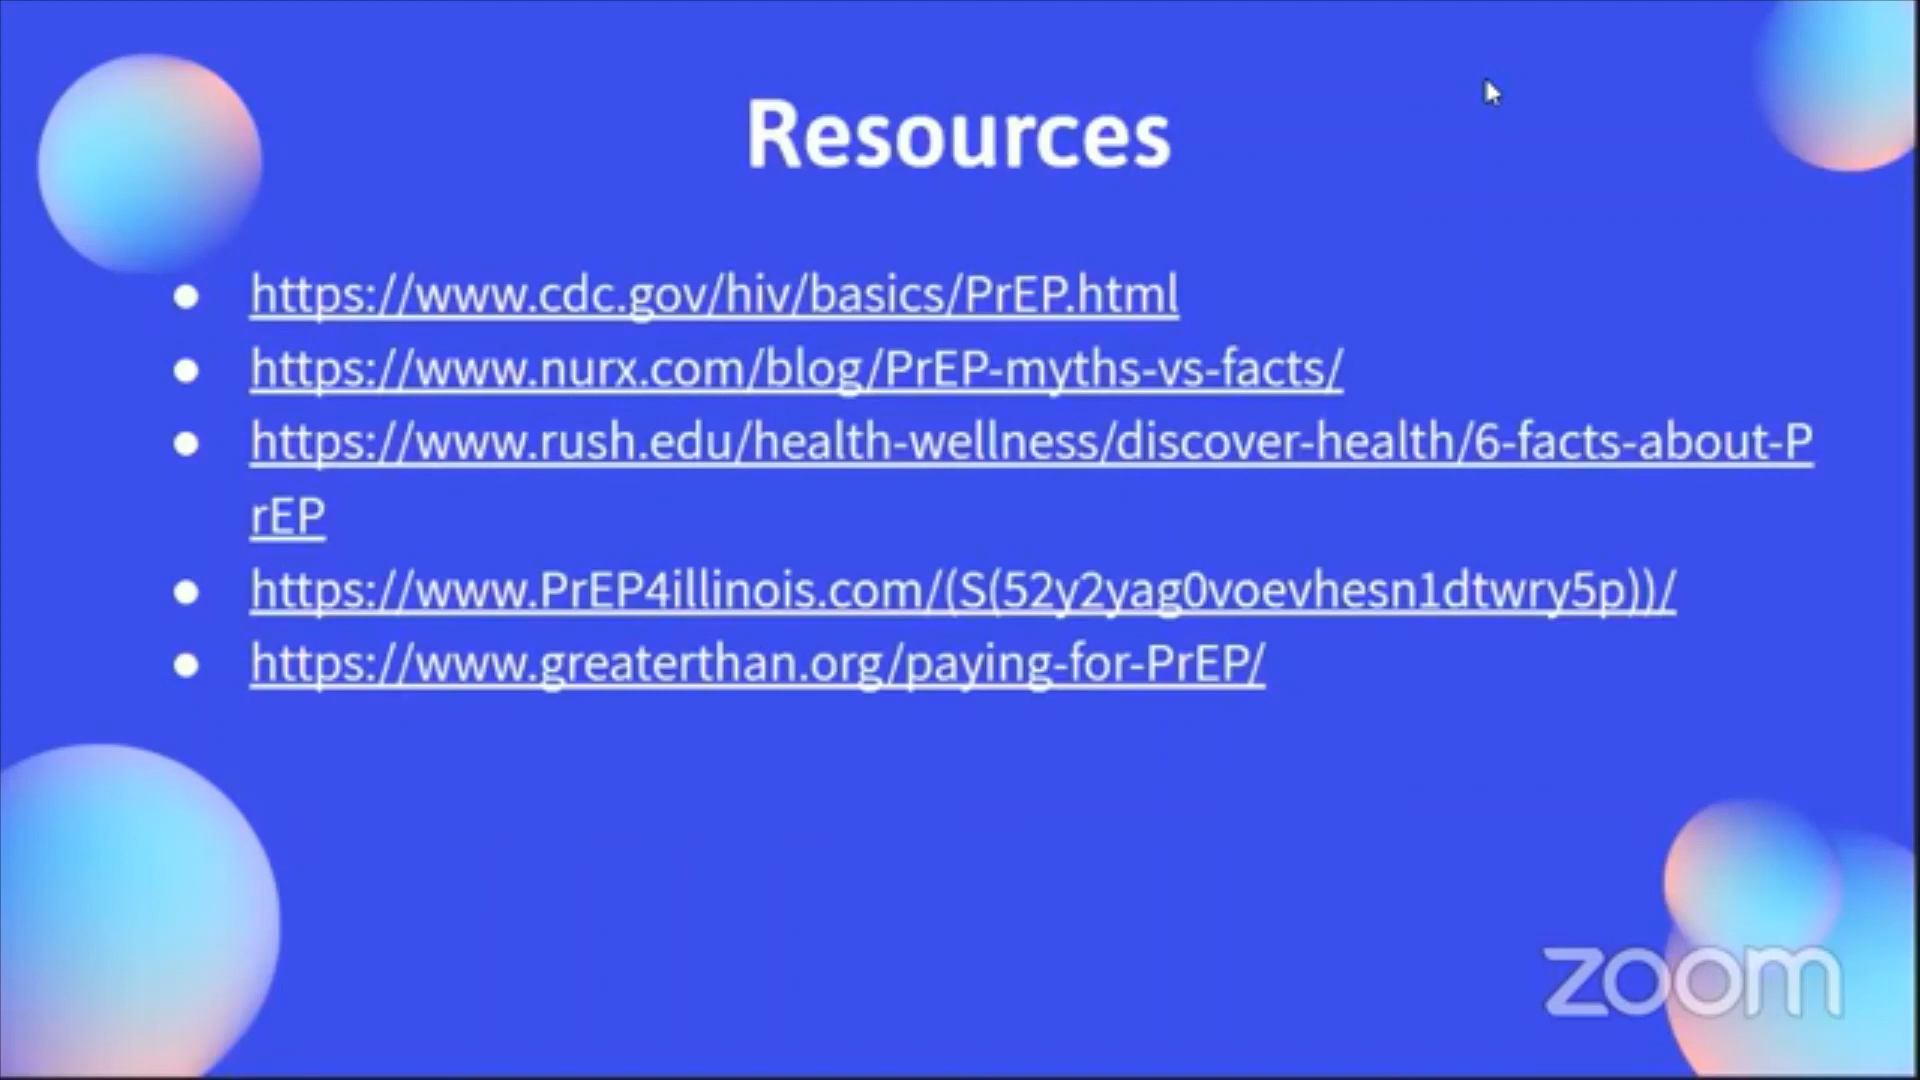 Resources
● https://www.cdc.gov/hiv/basics/PrEP.html
● https://www.nurx.com/blog/PrEP-myths-vs-facts/
● https://www.rush.edu/health-wellness/discover-health/6-facts-about-P
rEP
● https://www.PrEP4illinois.com/(S(52y2yag0voevhesn1dtwry5p))/
● https://www.greaterthan.org/paying-for-PrEP/
zoom